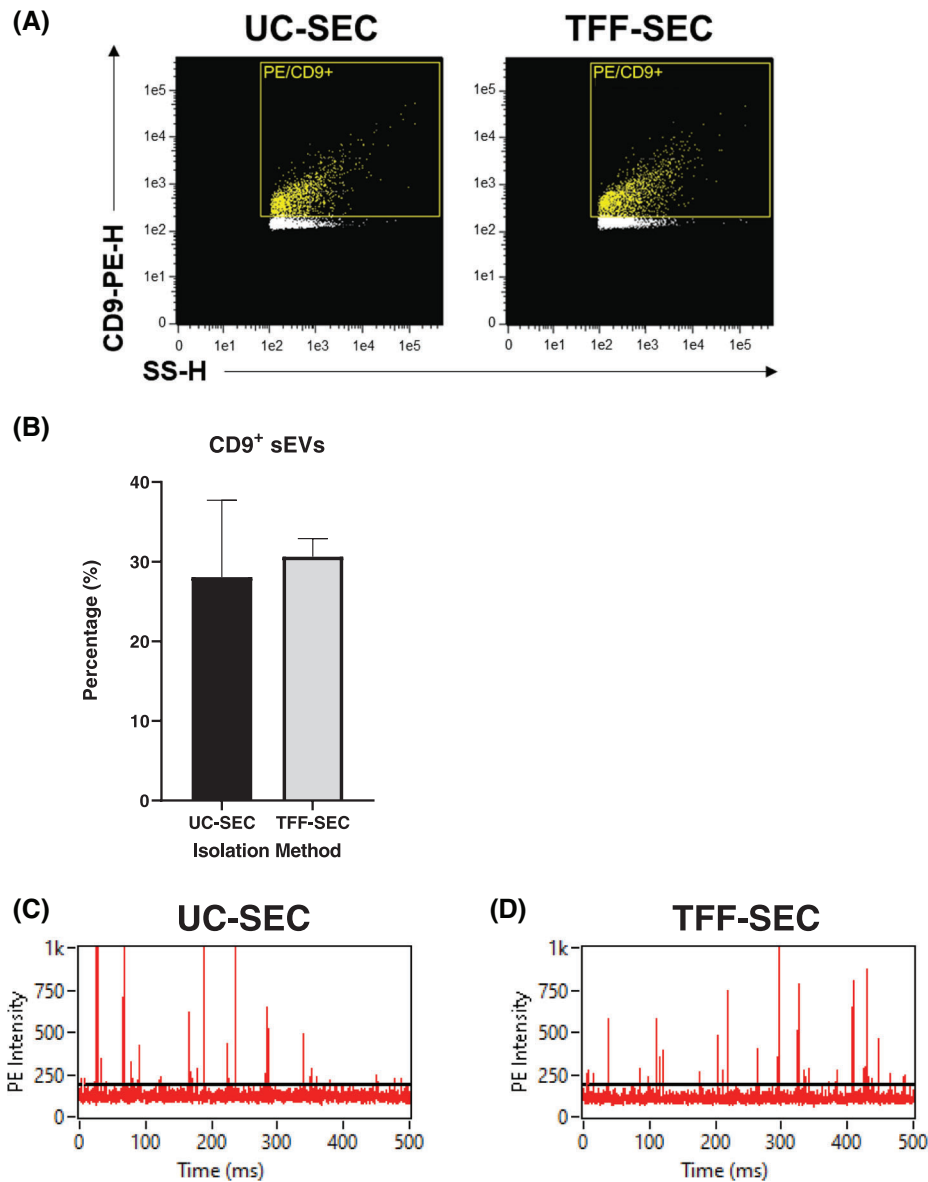 (A)
UC-SEC TFF-SEC
CD9-PE-H
PE/CD9+ PE/CD9+
1e5 1e5
1e4 1e4
1e3 1e3
1e2 1e2
1e1 1e1
0 0
0 1e1 1e2 1e3 1e4 1e5 0 1e1 1e2 1e3 1e4 1e5
SS-H
(B)
CD9+ sEVs
Percentage (%)
40
30
20
10
0
UC-SEC TFF-SEC
Isolation Method
(C)
UC-SEC
PE Intensity
1k
750
500
250
0
0 100 200 300 400 500
Time (ms)
(D)
TFF-SEC
PE Intensity
1k
750
500
250
0
0 100 200 300 400 500
Time (ms)